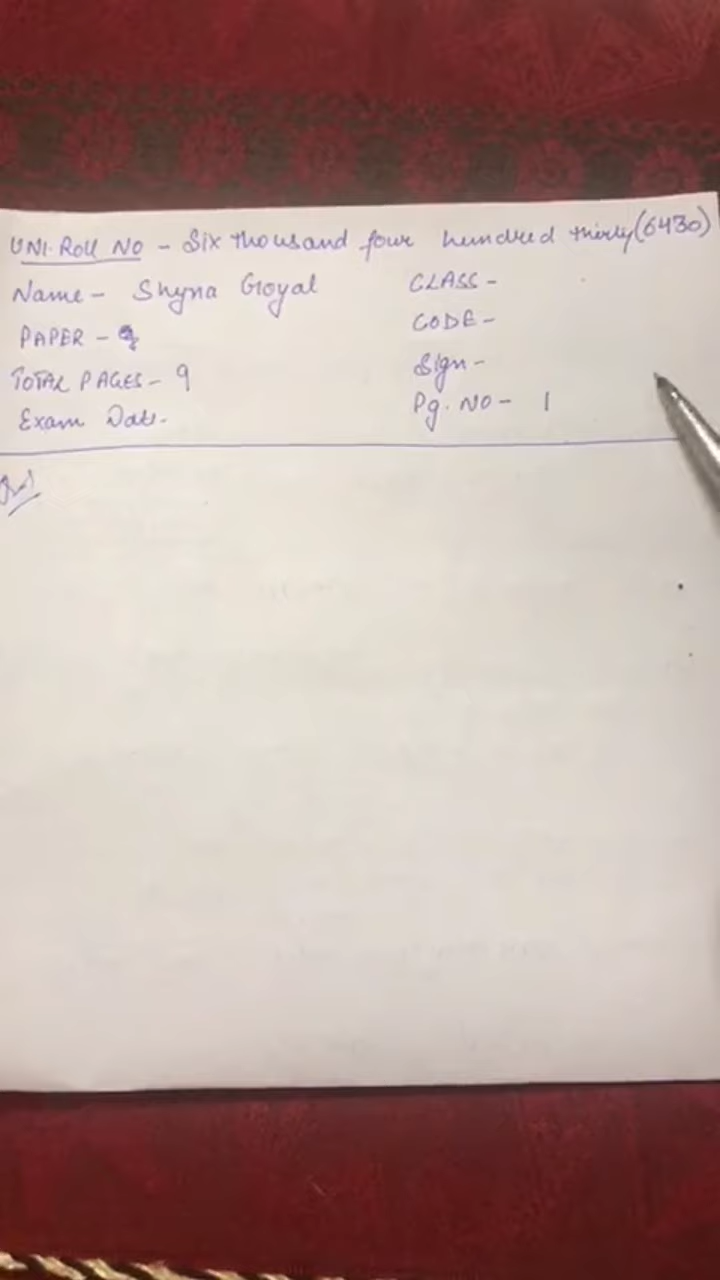 UNI. ROLL NO - Six thousand four hundred thirty (6430)
Name - Shyna Goyal
CLASS -
PAPER -
CODE -
TOTAL PAGES - 9
Sign -
Exam Date -
Pg. NO - 1